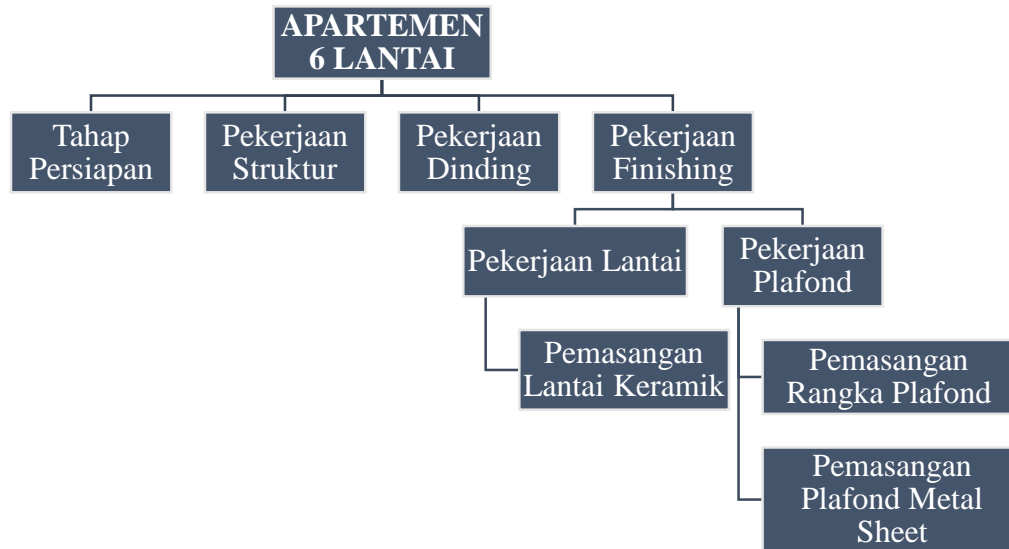 APARTEMEN
6 LANTAI
Tahap
Persiapan
Pekerjaan
Struktur
Pekerjaan
Dinding
Pekerjaan
Finishing
Pekerjaan Lantai
Pekerjaan
Plafond
Pemasangan
Lantai Keramik
Pemasangan
Rangka Plafond
Pemasangan
Plafond Metal
Sheet